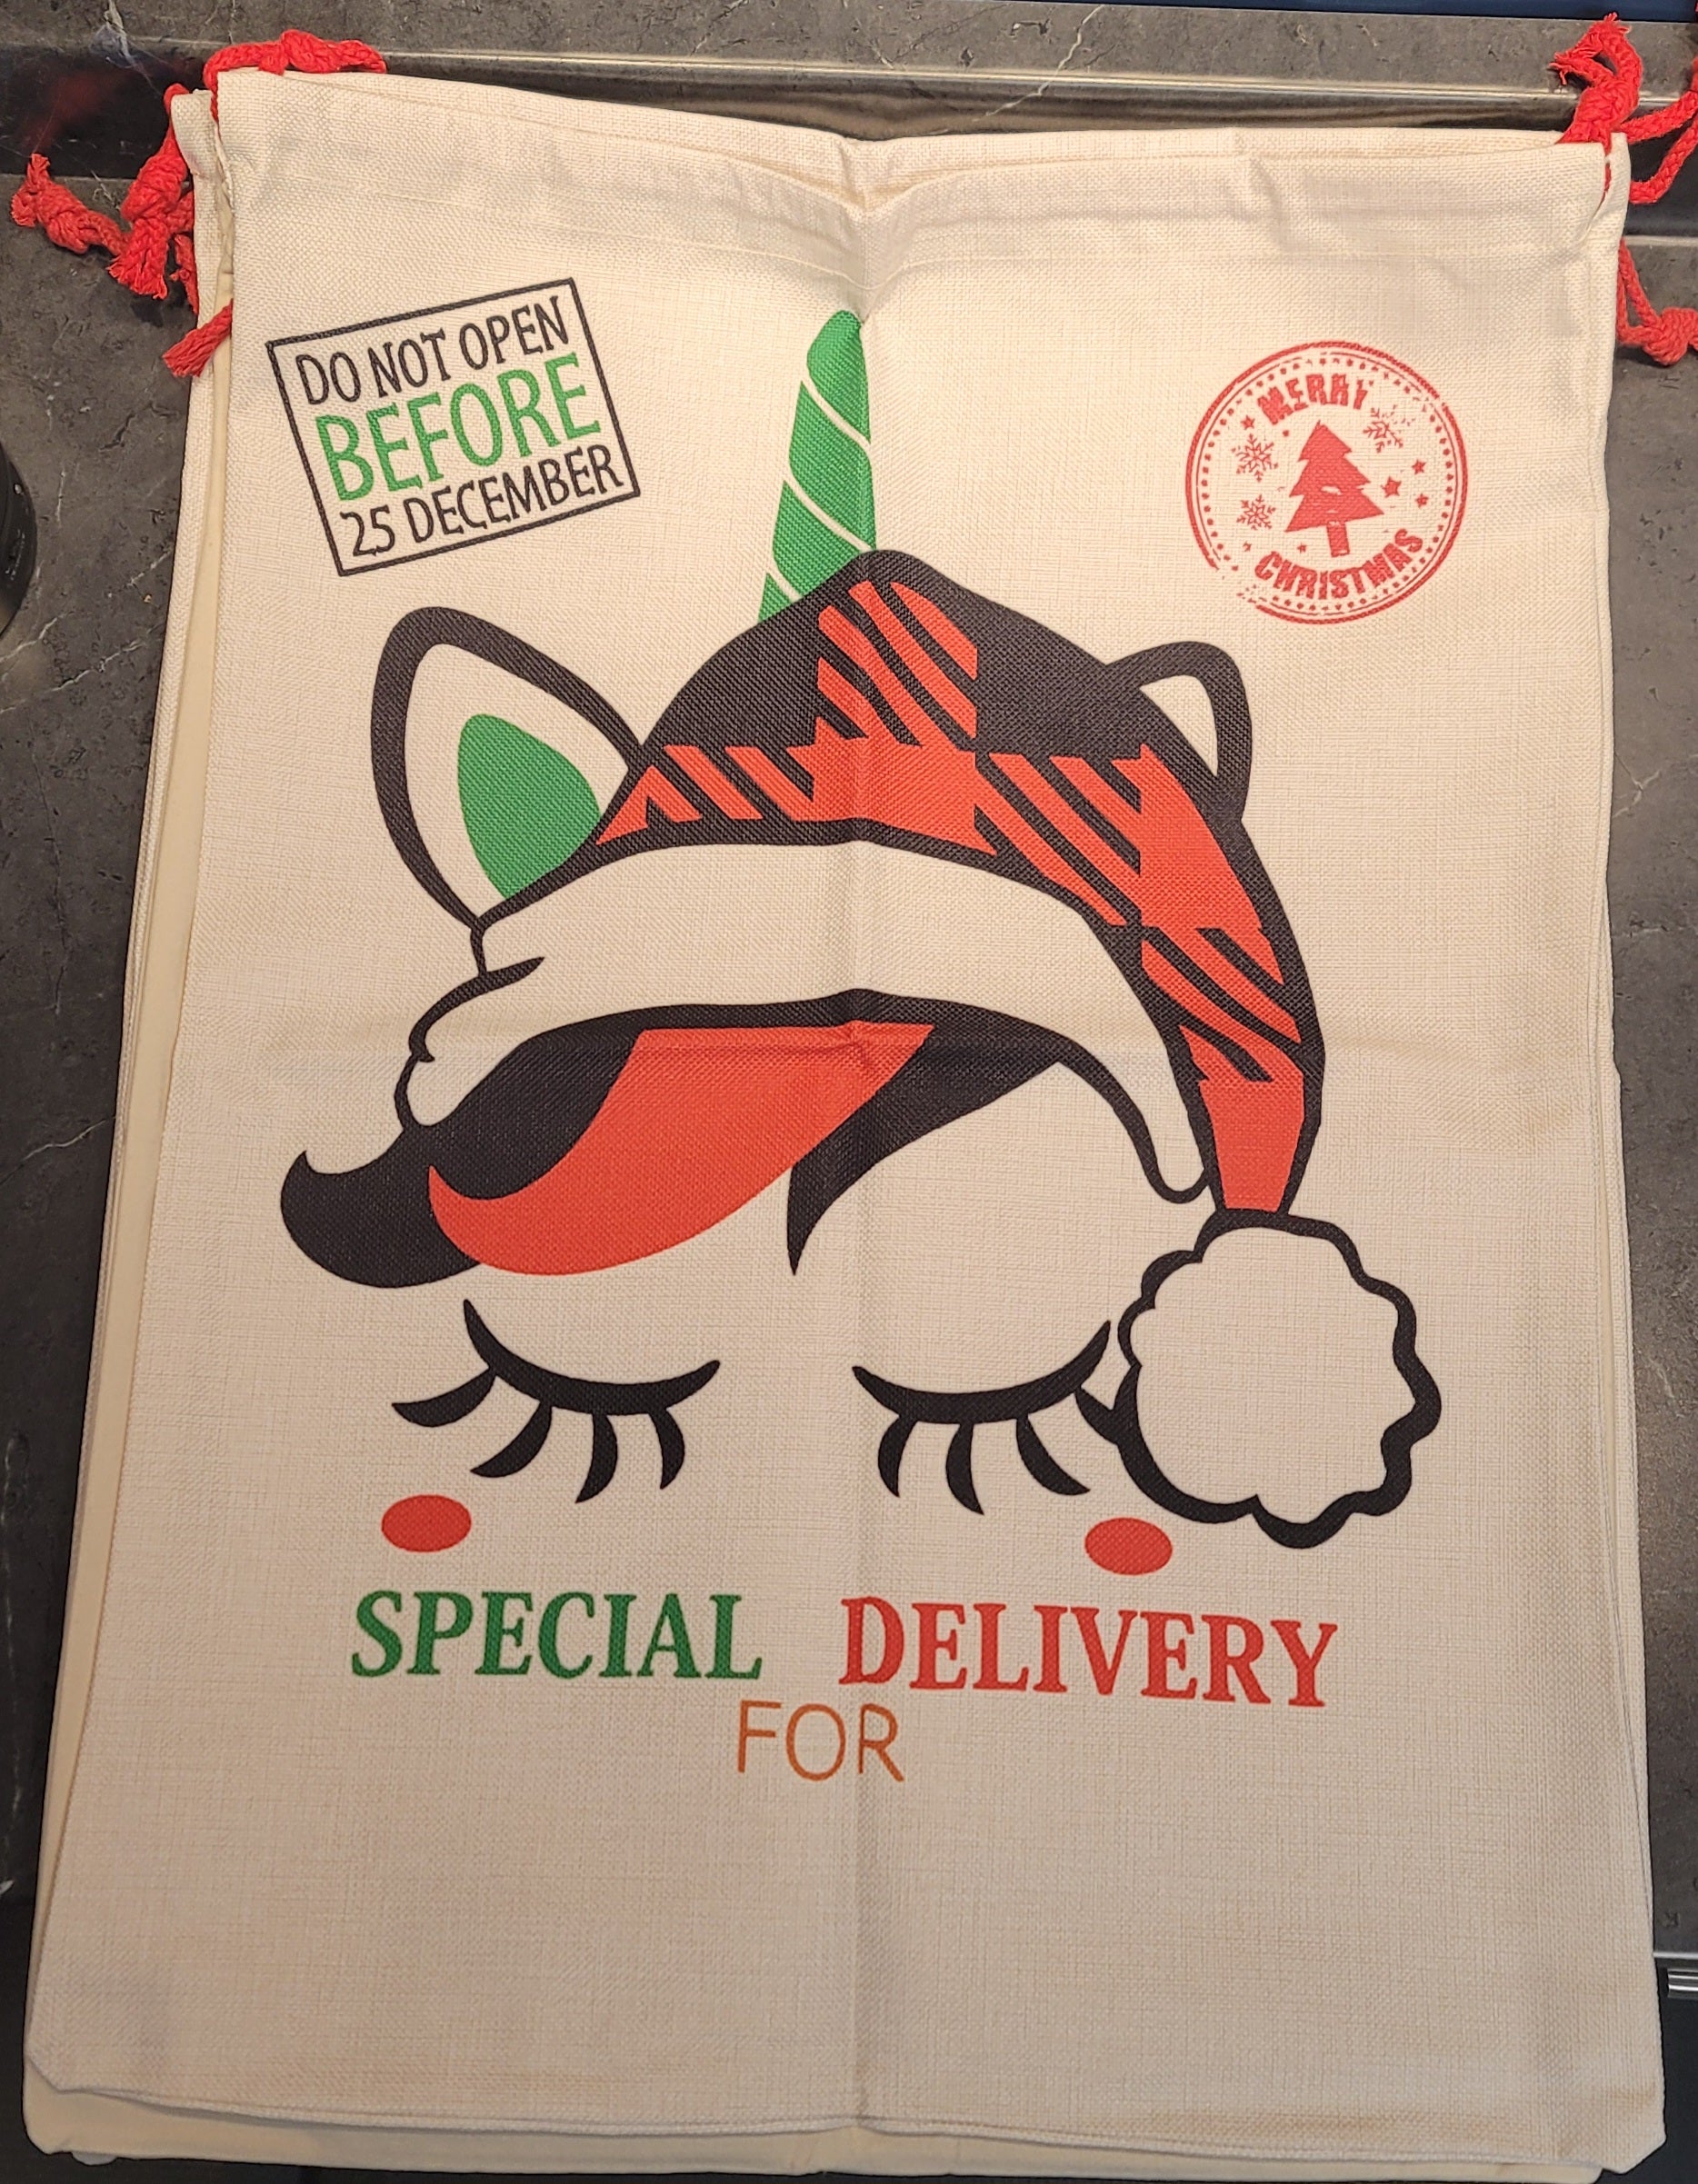 DO NOT OPEN
BEFORE
25 DECEMBER
MERRY
CHRISTMAS
SPECIAL DELIVERY
FOR